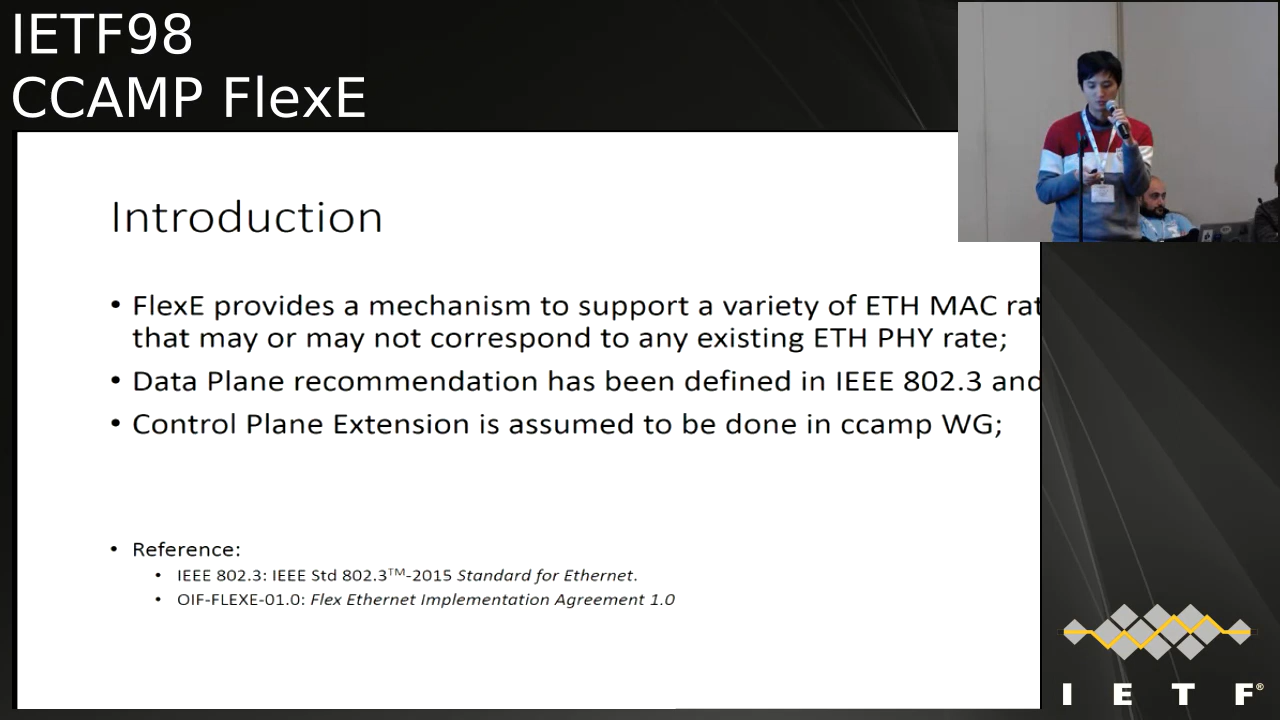 IETF98
CCAMP FlexE
Introduction
• FlexE provides a mechanism to support a variety of ETH MAC rat
that may or may not correspond to any existing ETH PHY rate;
• Data Plane recommendation has been defined in IEEE 802.3 and
• Control Plane Extension is assumed to be done in ccamp WG;
• Reference:
• IEEE 802.3: IEEE Std 802.3™-2015 Standard for Ethernet.
• OIF-FLEXE-01.0: Flex Ethernet Implementation Agreement 1.0
I E T F®